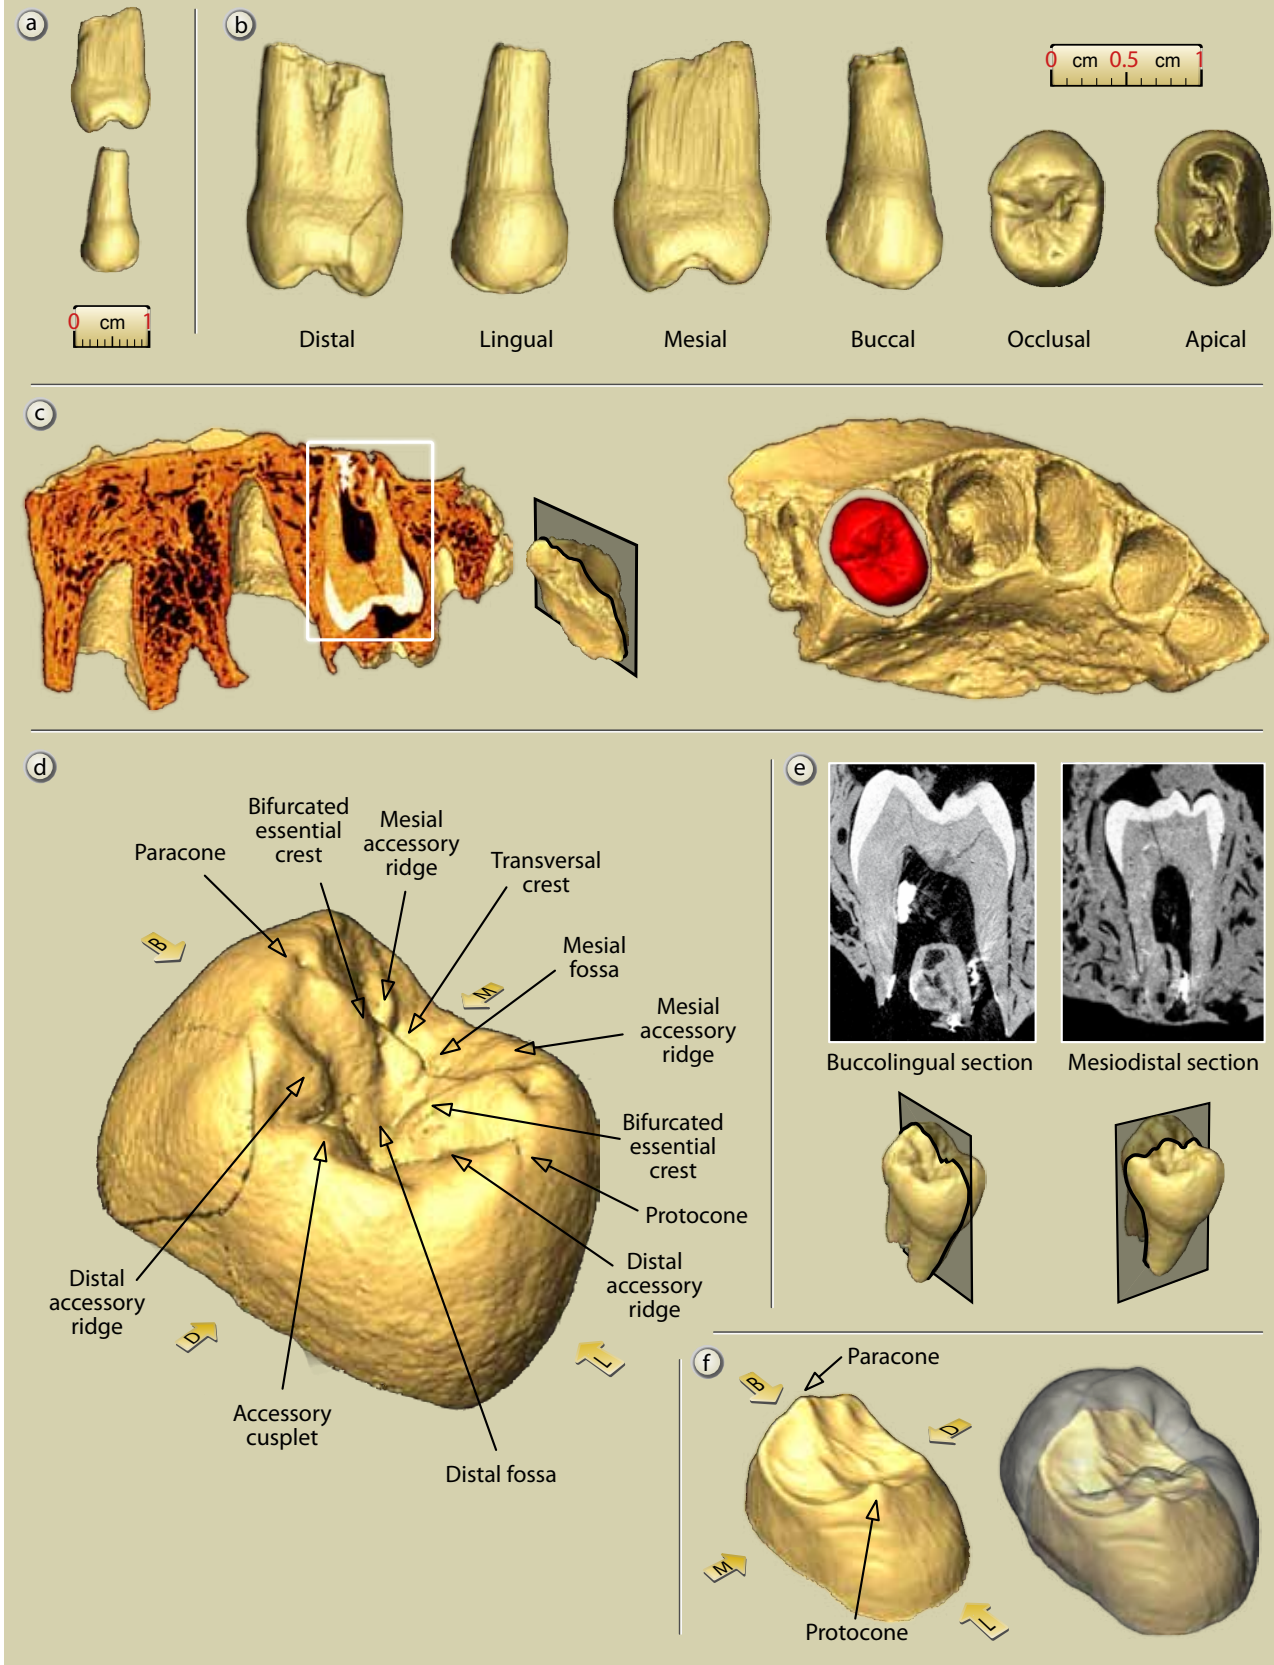 a
b
0 cm 0.5 cm 1
0 cm 1
Distal
Lingual
Mesial
Buccal
Occlusal
Apical
c
d
Bifurcated
essential
crest
Mesial
accessory
ridge
Paracone
Transversal
crest
B
Mesial
fossa
M
Mesial
accessory
ridge
Bifurcated
essential
crest
Protocone
Distal
accessory
ridge
Distal
accessory
ridge
D
L
Accessory
cusplet
Distal fossa
e
Buccolingual section
Mesiodistal section
f
Paracone
B
D
M
L
Protocone